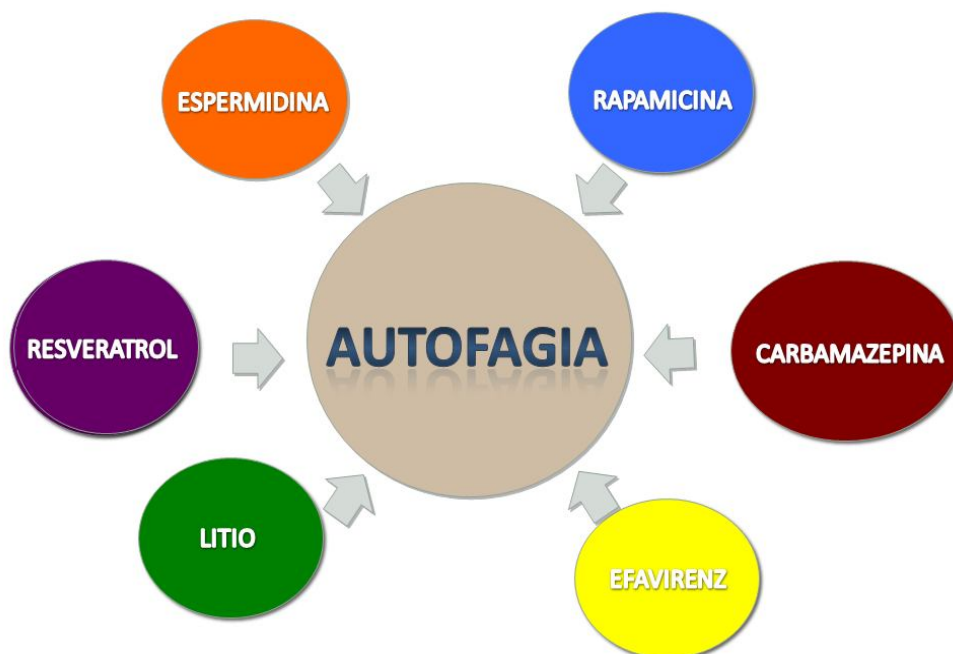 ESPERMIDINA
RAPAMICINA
RESVERATROL
AUTOFAGIA
CARBAMAZEPINA
LITIO
EFAVIRENZ